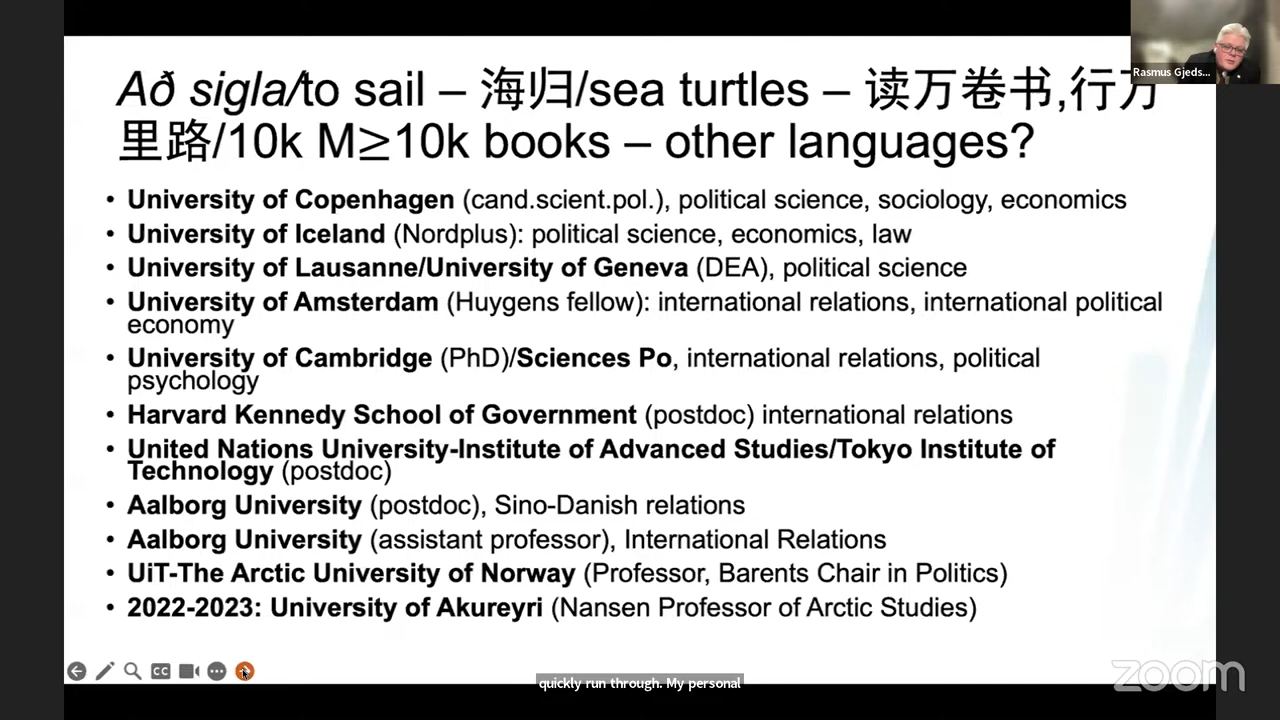 Að sigla/to sail – 海归/sea turtles – 读万卷书,行万
里路/10k M≥10k books – other languages?
Rasmus Gjeds...
• University of Copenhagen (cand.scient.pol.), political science, sociology, economics
• University of Iceland (Nordplus): political science, economics, law
• University of Lausanne/University of Geneva (DEA), political science
• University of Amsterdam (Huygens fellow): international relations, international political
economy
• University of Cambridge (PhD)/Sciences Po, international relations, political
psychology
• Harvard Kennedy School of Government (postdoc) international relations
• United Nations University-Institute of Advanced Studies/Tokyo Institute of
Technology (postdoc)
• Aalborg University (postdoc), Sino-Danish relations
• Aalborg University (assistant professor), International Relations
• UiT-The Arctic University of Norway (Professor, Barents Chair in Politics)
• 2022-2023: University of Akureyri (Nansen Professor of Arctic Studies)
CC
quickly run through. My personal
zoom